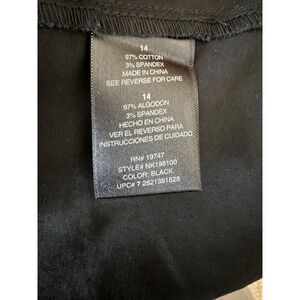 14
97% COTTON
3% SPANDEX
MADE IN CHINA
SEE REVERSE FOR CARE
14
97% ALGODÓN
3% SPANDEX
HECHO EN CHINA
VER EL REVERSO PARA
INSTRUCCIONES DE CUIDADO
RN# 19747
STYLE# NK198100
COLOR: BLACK
UPC# 7 2621381828